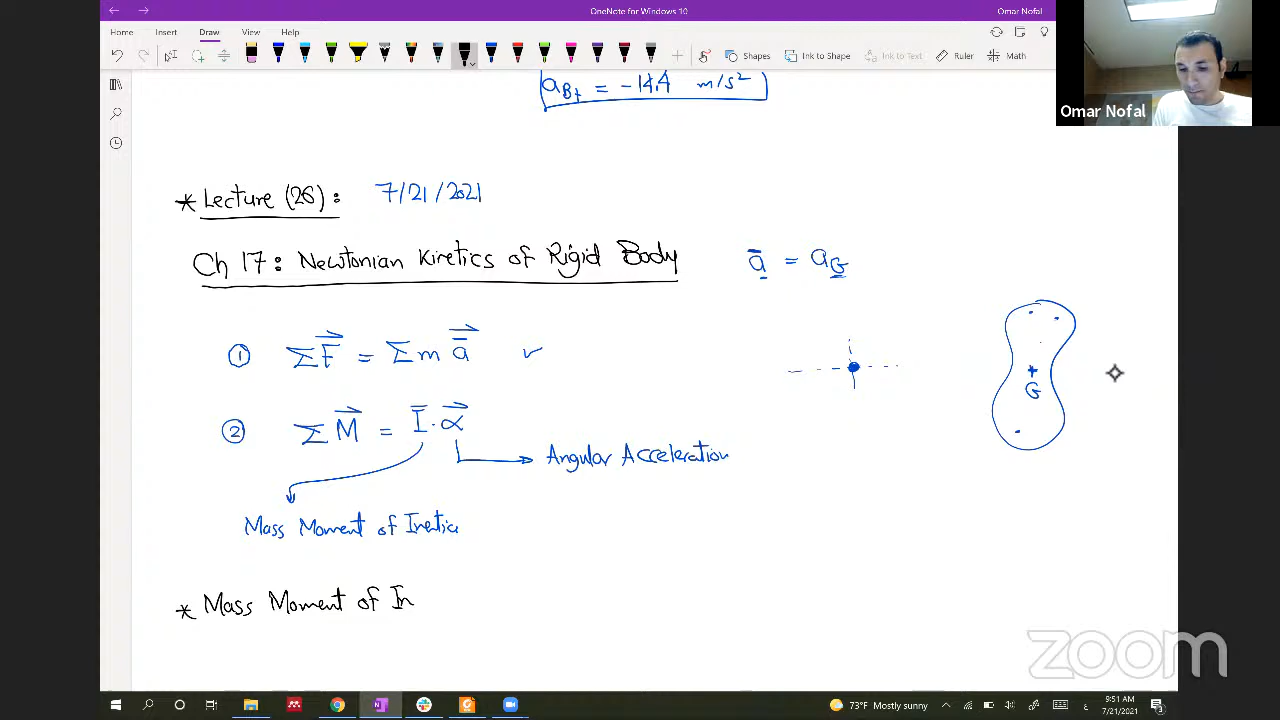 OneNote for Windows 10
Omar Nofal
Home Insert Draw View Help
Shapes Ink to Shape Ink to Text Ruler Math
a_Bt = -14.4 m/s²
Omar Nofal
* Lecture (26): 7/21/2021
Ch 17: Newtonian Kinetics of Rigid Body
ā = a_G
① ΣF⃗ = Σm ā⃗ ✓
G
② ΣM⃗ = Ī · α⃗
Angular Acceleration
Mass Moment of Inertia
* Mass Moment of In
zoom
73°F Mostly sunny
9:51 AM
7/21/2021